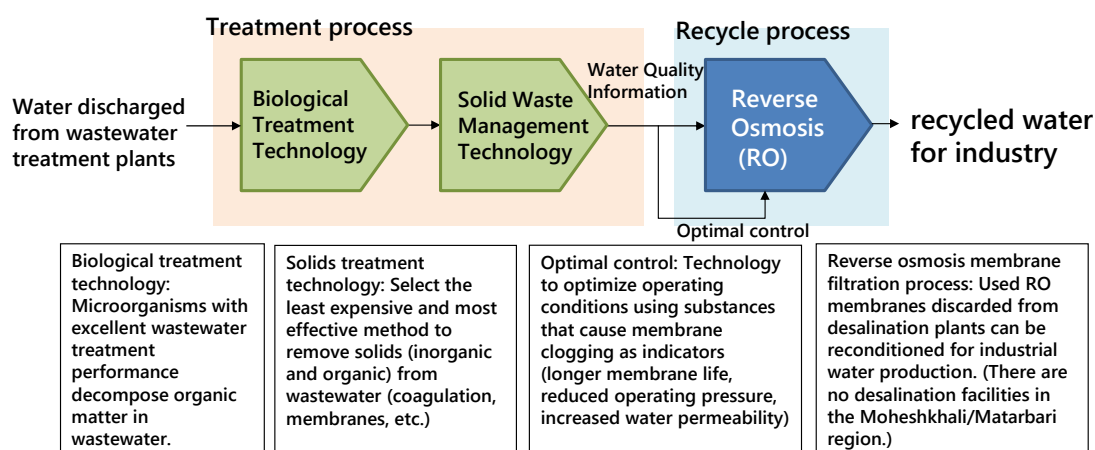 Treatment process
Recycle process
Water Quality
Information
Water discharged
from wastewater
treatment plants
Biological
Treatment
Technology
Solid Waste
Management
Technology
Reverse
Osmosis
(RO)
recycled water
for industry
Optimal control
Biological treatment
technology:
Microorganisms with
excellent wastewater
treatment
performance
decompose organic
matter in
wastewater.
Solids treatment
technology: Select the
least expensive and most
effective method to
remove solids (inorganic
and organic) from
wastewater (coagulation,
membranes, etc.)
Optimal control: Technology
to optimize operating
conditions using substances
that cause membrane
clogging as indicators
(longer membrane life,
reduced operating pressure,
increased water permeability)
Reverse osmosis membrane
filtration process: Used RO
membranes discarded from
desalination plants can be
reconditioned for industrial
water production. (There are
no desalination facilities in
the Moheshkhali/Matarbari
region.)